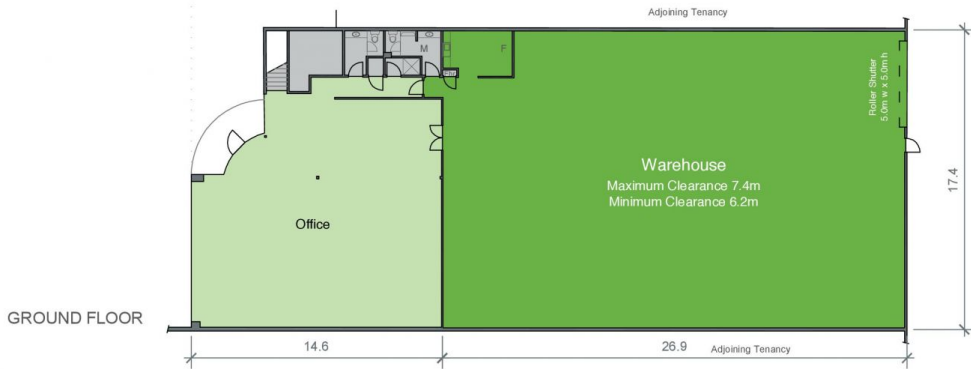 Adjoining Tenancy
M
F
Roller Shutter
5.0m w x 5.0m h
Warehouse
Maximum Clearance 7.4m
Minimum Clearance 6.2m
17.4
Office
GROUND FLOOR
14.6
26.9
Adjoining Tenancy